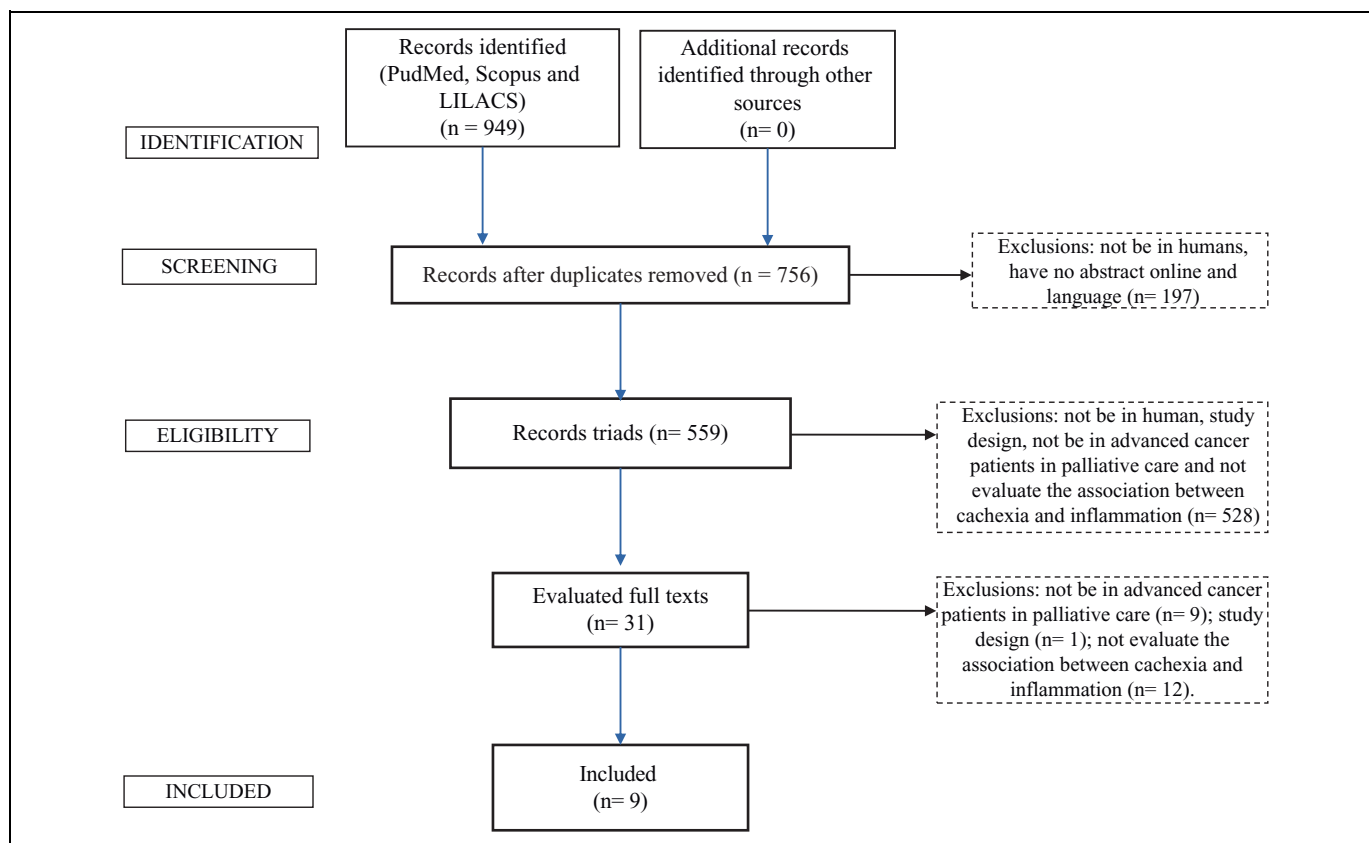 Records identified
(PudMed, Scopus and
LILACS)
(n = 949)
Additional records
identified through other
sources
(n= 0)
IDENTIFICATION
SCREENING
Records after duplicates removed (n = 756)
Exclusions: not be in humans,
have no abstract online and
language (n= 197)
ELIGIBILITY
Records triads (n= 559)
Exclusions: not be in human, study
design, not be in advanced cancer
patients in palliative care and not
evaluate the association between
cachexia and inflammation (n= 528)
Evaluated full texts
(n= 31)
Exclusions: not be in advanced cancer
patients in palliative care (n= 9); study
design (n= 1); not evaluate the
association between cachexia and
inflammation (n= 12).
INCLUDED
Included
(n= 9)